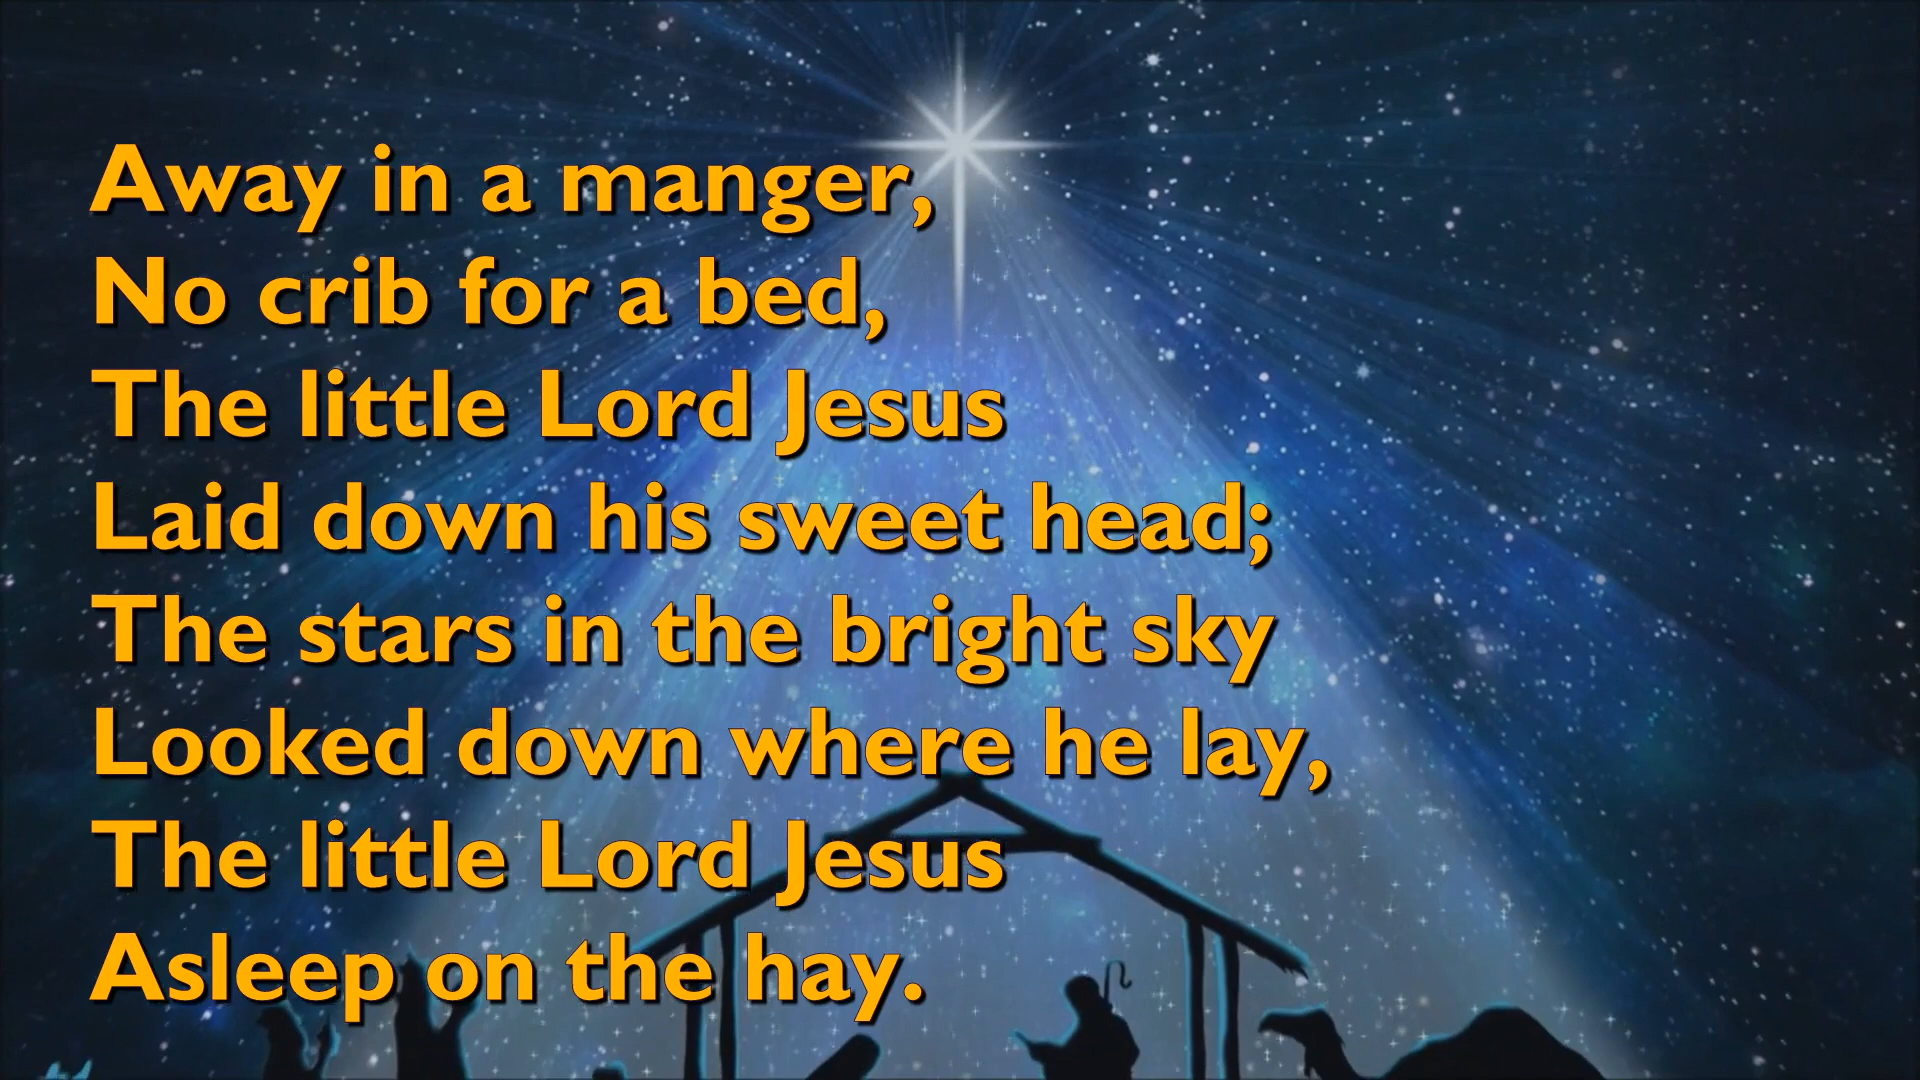 Away in a manger,
No crib for a bed,
The little Lord Jesus
Laid down his sweet head;
The stars in the bright sky
Looked down where he lay,
The little Lord Jesus
Asleep on the hay.